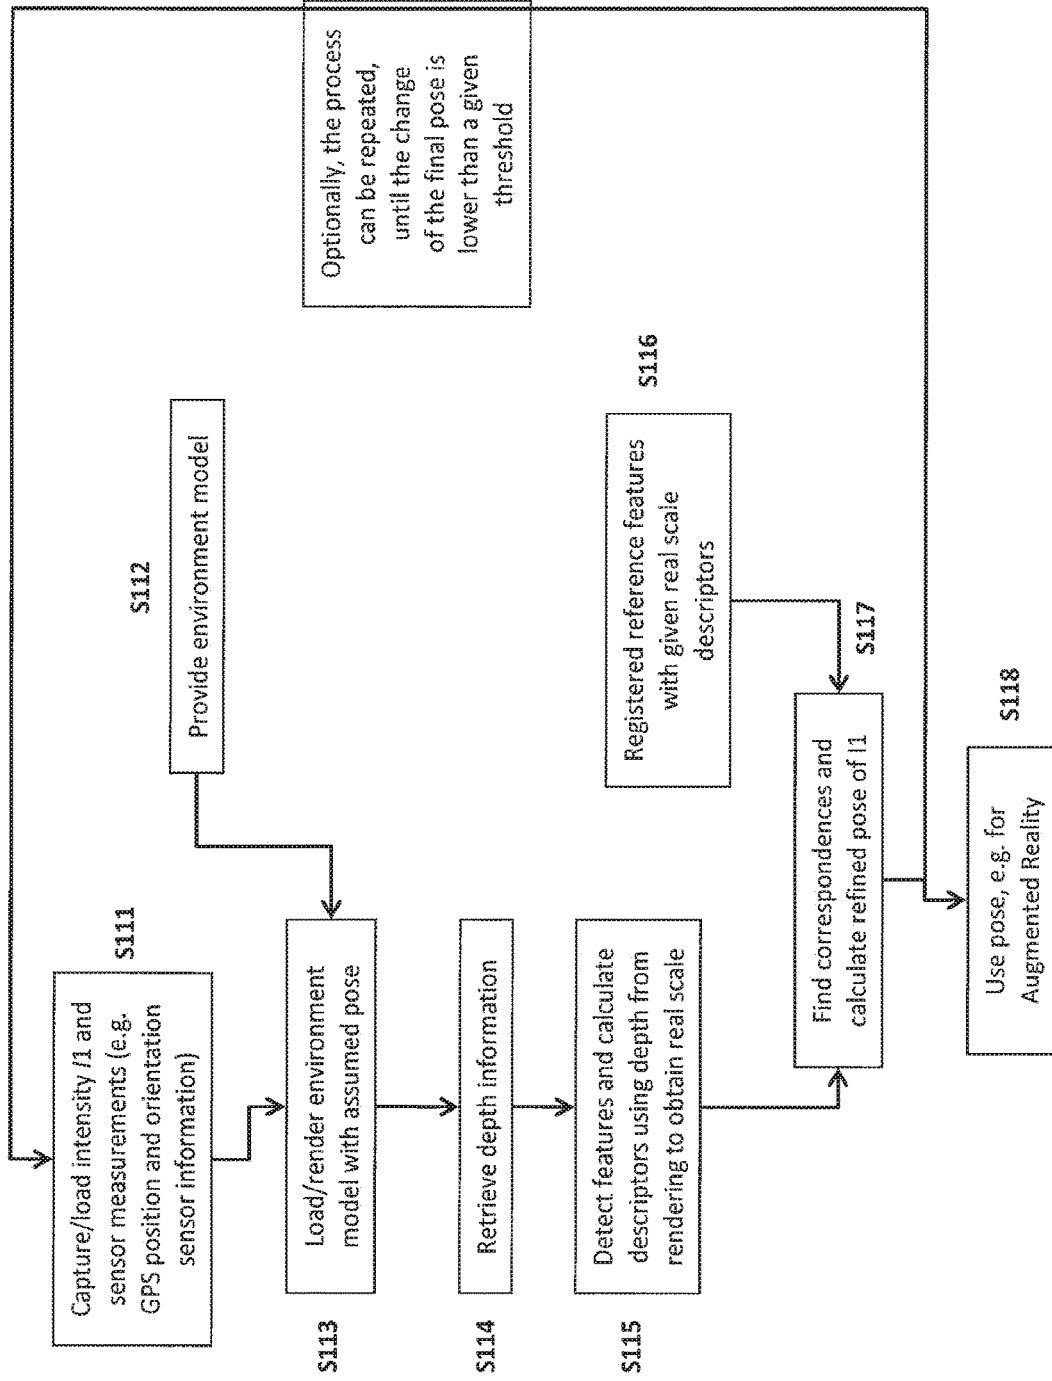 S111
Capture/load intensity I1 and
sensor measurements (e.g.
GPS position and orientation
sensor information)
S112
Provide environment model
S113
Load/render environment
model with assumed pose
S114
Retrieve depth information
S115
Detect features and calculate
descriptors using depth from
rendering to obtain real scale
S116
Registered reference features
with given real scale
descriptors
S117
Find correspondences and
calculate refined pose of I1
S118
Use pose, e.g. for
Augmented Reality
Optionally, the process
can be repeated,
until the change
of the final pose is
lower than a given
threshold